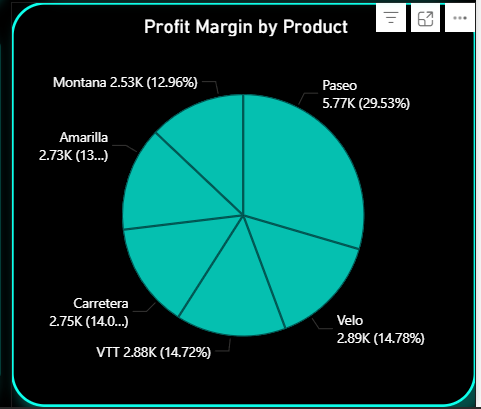 Profit Margin by Product
Montana 2.53K (12.96%)
Paseo
5.77K (29.53%)
Amarilla
2.73K (13...)
Carretera
2.75K (14.0...)
Velo
2.89K (14.78%)
VTT 2.88K (14.72%)